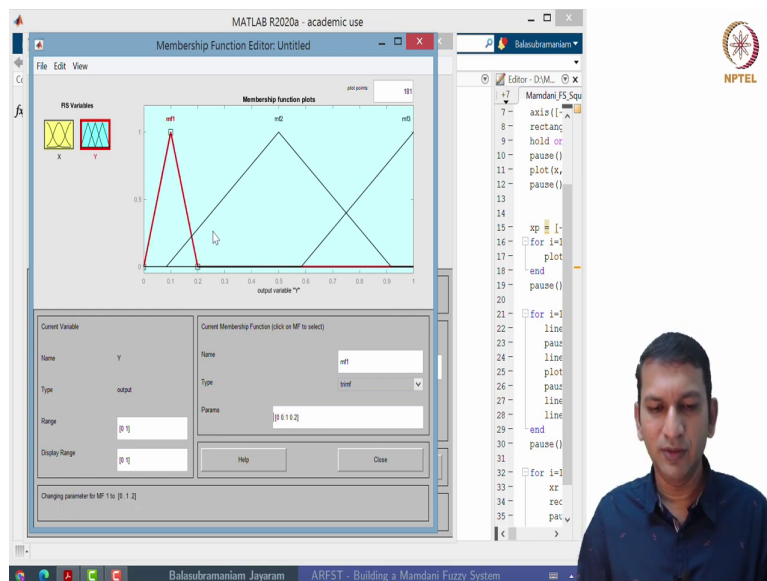 MATLAB R2020a - academic use
Balasubramaniam
Membership Function Editor: Untitled
File Edit View
FIS Variables
X
Y
plot points
181
Membership function plots
mf1
mf2
mf3
1
0.5
0
0 0.1 0.2 0.3 0.4 0.5 0.6 0.7 0.8 0.9 1
output variable "Y"
Current Variable
Name Y
Type output
Range [0 1]
Display Range [0 1]
Current Membership Function (click on MF to select)
Name mf1
Type trimf
Params [0 0.1 0.2]
Help Close
Changing parameter for MF 1 to [0 .1 .2]
Editor - D:\M...
+7 Mamdani_FS_Squ
7 - axis([-
8 - rectang
9 - hold on
10 - pause()
11 - plot(x,
12 - pause()
13
14
15 - xp = [-
16 - for i=1
17 - plot
18 - end
19 - pause()
20
21 - for i=1
22 - line
23 - paus
24 - line
25 - plot
26 - paus
27 - line
28 - line
29 - end
30 - pause()
31
32 - for i=1
33 - xr
34 - rec
35 - pau
NPTEL
Balasubramaniam Jayaram
ARFST - Building a Mamdani Fuzzy System